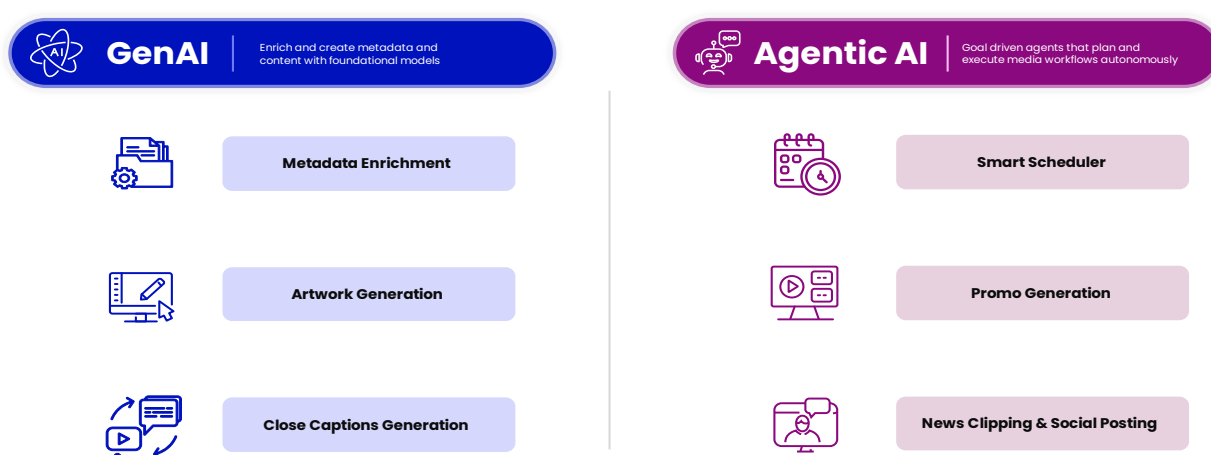 AI
GenAI
Enrich and create metadata and
content with foundational models
Metadata Enrichment
Artwork Generation
Close Captions Generation
Agentic AI
Goal driven agents that plan and
execute media workflows autonomously
Smart Scheduler
Promo Generation
News Clipping & Social Posting